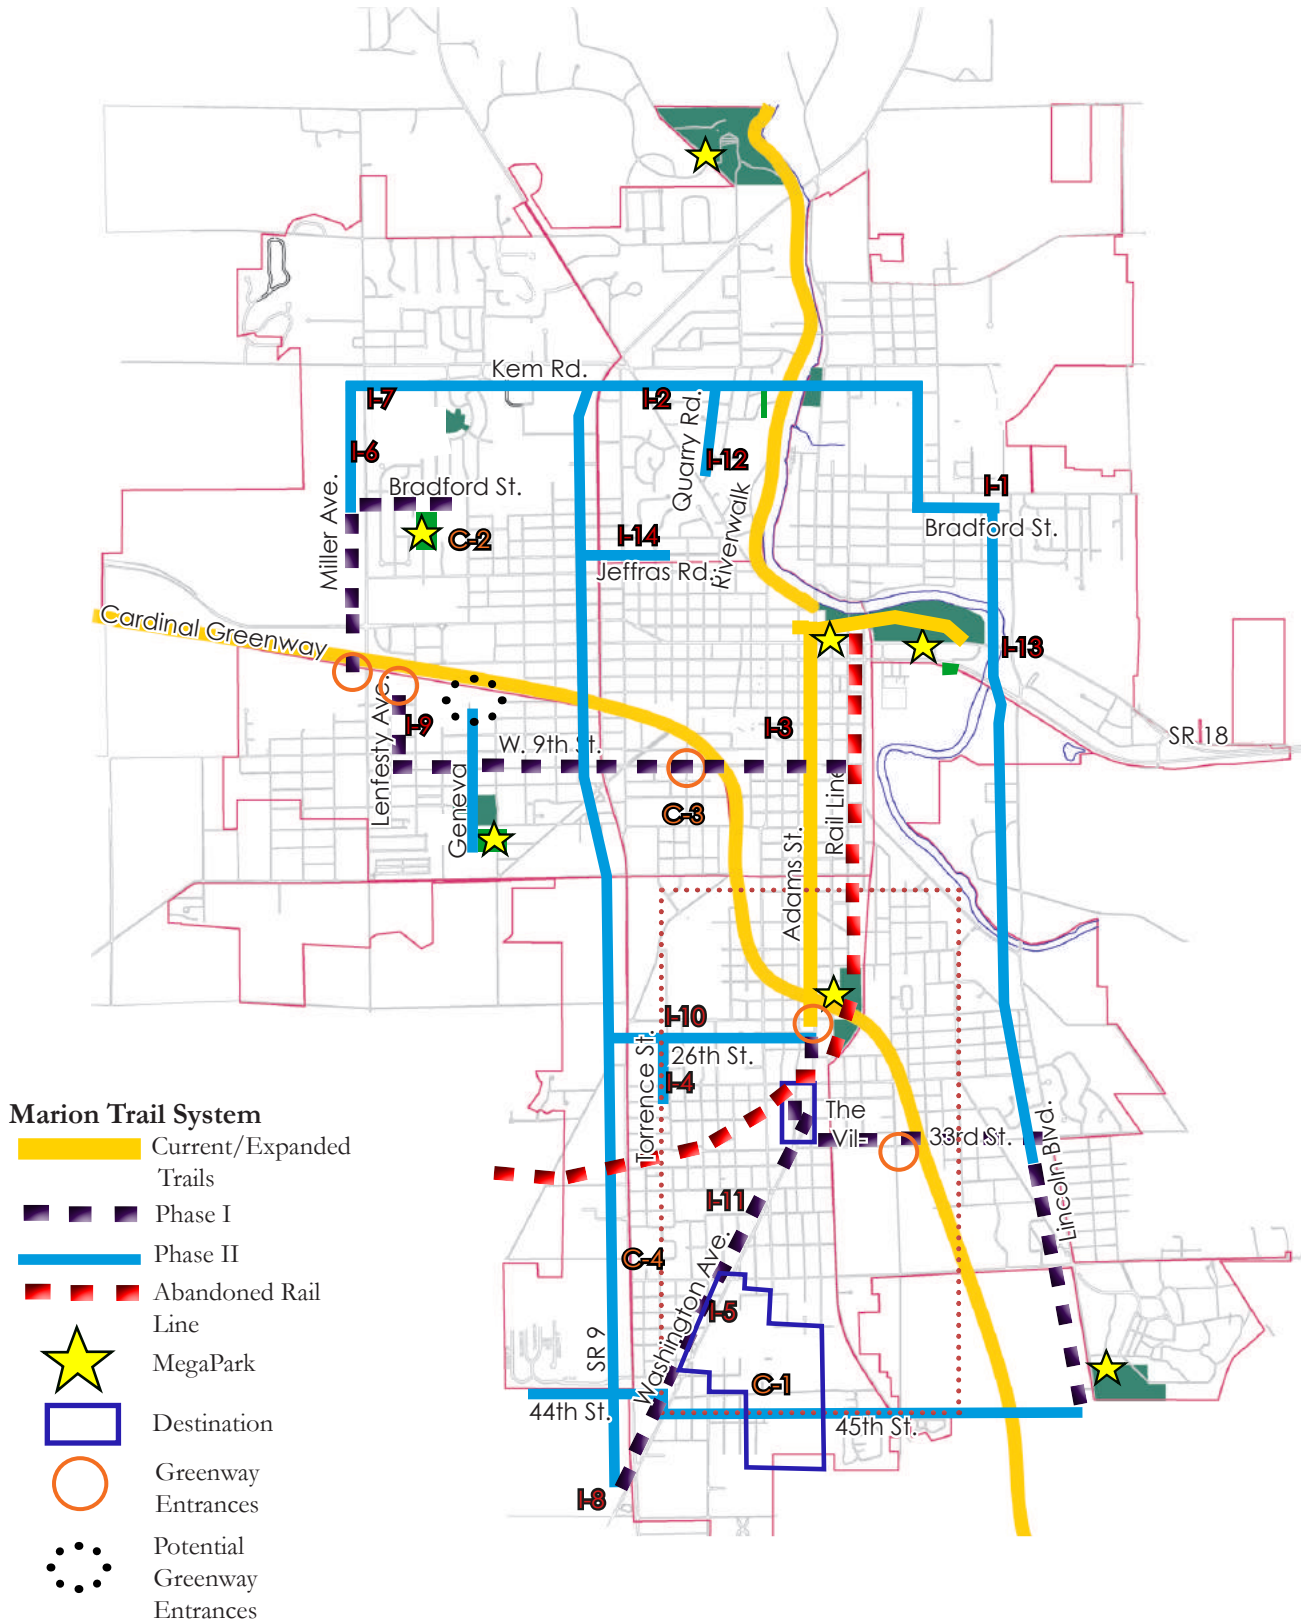 Kem Rd.
I-7
I-2
Quarry Rd.
I-6
I-12
Miller Ave.
Bradford St.
I-1
Bradford St.
C-2
Riverwalk
I-14
Jeffras Rd.
Cardinal Greenway
I-13
Lenfesty Ave.
I-9
I-3
SR 18
W. 9th St.
Geneva
C-3
Rail Line
Adams St.
I-10
Torrence St.
26th St.
I-4
The
Vil-
33rd St.
Lincoln Blvd.
I-11
C-4
Washington Ave.
I-5
SR 9
C-1
44th St.
45th St.
I-8
Marion Trail System
Current/Expanded
Trails
Phase I
Phase II
Abandoned Rail
Line
MegaPark
Destination
Greenway
Entrances
Potential
Greenway
Entrances